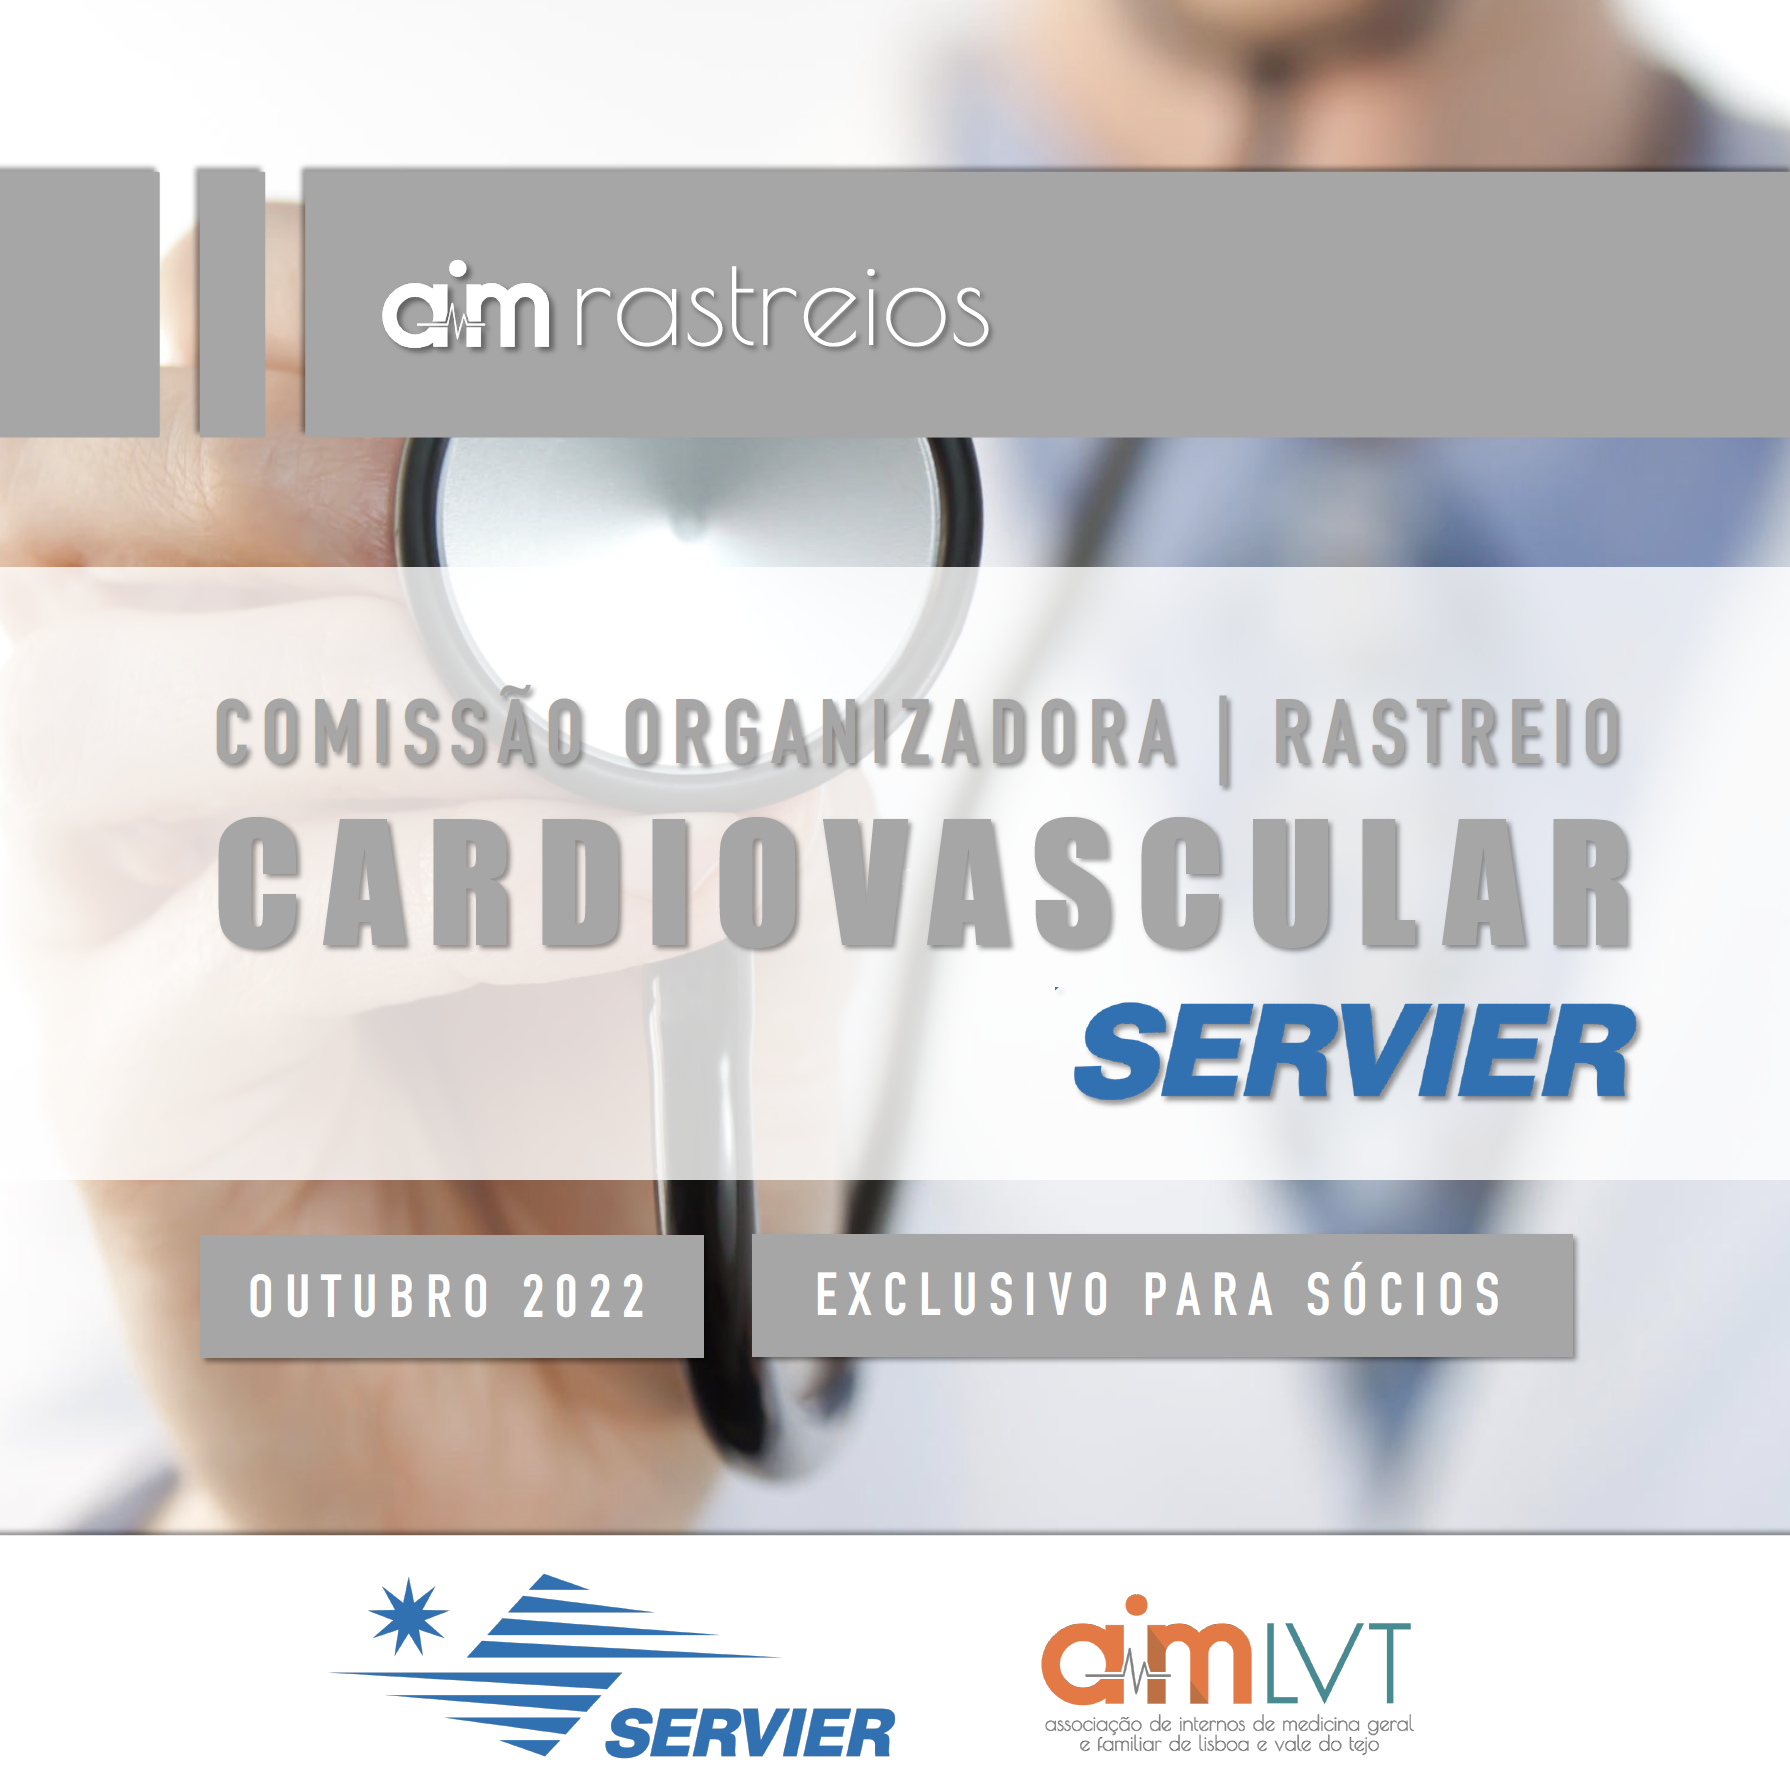 aim rastreios
COMISSÃO ORGANIZADORA | RASTREIO
CARDIOVASCULAR
SERVIER
OUTUBRO 2022
EXCLUSIVO PARA SÓCIOS
SERVIER
aimLVT
associação de internos de medicina geral
e familiar de lisboa e vale do tejo